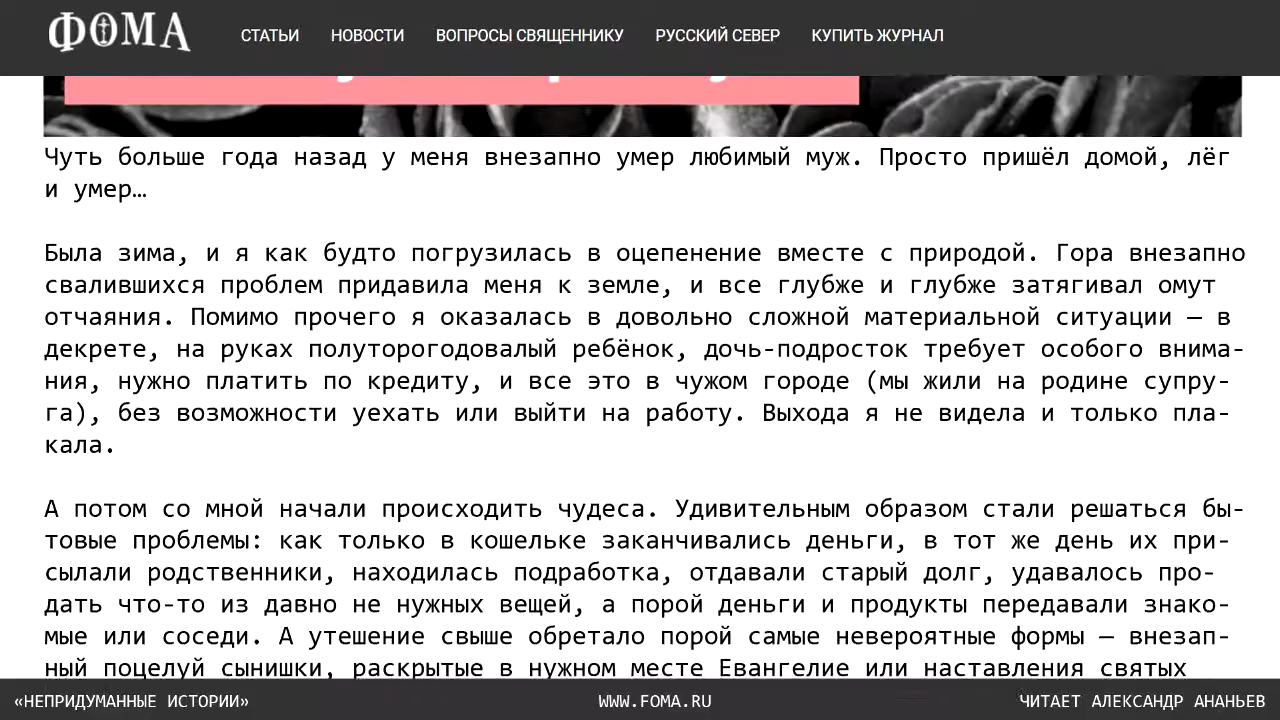 ФОМА СТАТЬИ НОВОСТИ ВОПРОСЫ СВЯЩЕННИКУ РУССКИЙ СЕВЕР КУПИТЬ ЖУРНАЛ
Чуть больше года назад у меня внезапно умер любимый муж. Просто пришёл домой, лёг
и умер…
Была зима, и я как будто погрузилась в оцепенение вместе с природой. Гора внезапно
свалившихся проблем придавила меня к земле, и все глубже и глубже затягивал омут
отчаяния. Помимо прочего я оказалась в довольно сложной материальной ситуации — в
декрете, на руках полуторогодовалый ребёнок, дочь-подросток требует особого внима-
ния, нужно платить по кредиту, и все это в чужом городе (мы жили на родине супру-
га), без возможности уехать или выйти на работу. Выхода я не видела и только пла-
кала.
А потом со мной начали происходить чудеса. Удивительным образом стали решаться бы-
товые проблемы: как только в кошельке заканчивались деньги, в тот же день их при-
сылали родственники, находилась подработка, отдавали старый долг, удавалось про-
дать что-то из давно не нужных вещей, а порой деньги и продукты передавали знако-
мые или соседи. А утешение свыше обретало порой самые невероятные формы — внезап-
ный поцелуй сынишки, раскрытые в нужном месте Евангелие или наставления святых
«НЕПРИДУМАННЫЕ ИСТОРИИ» WWW.FOMA.RU ЧИТАЕТ АЛЕКСАНДР АНАНЬЕВ